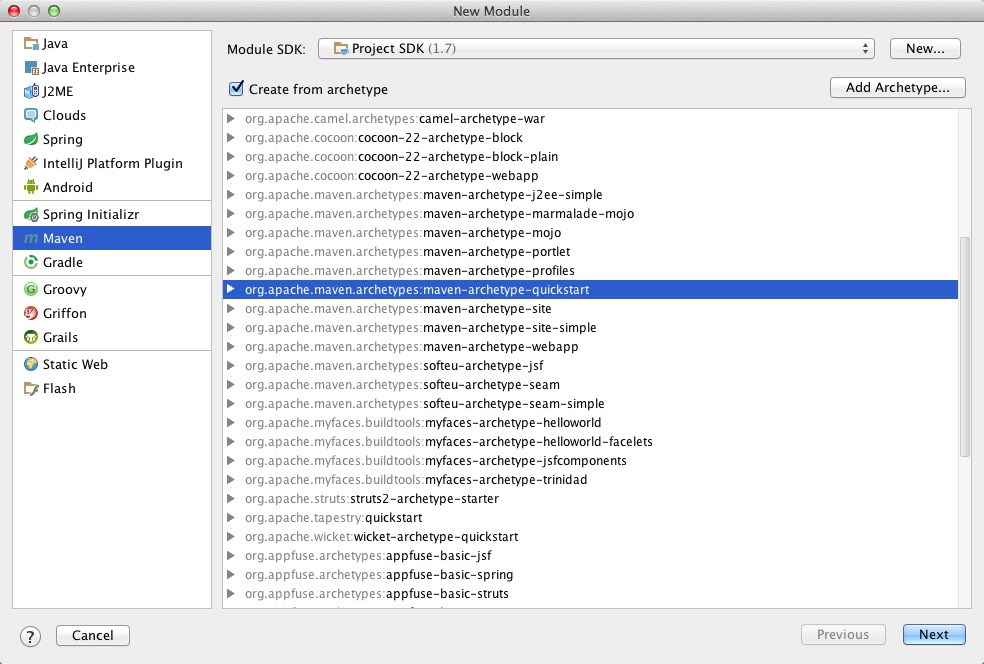 New Module
Java
Java Enterprise
J2ME
Clouds
Spring
IntelliJ Platform Plugin
Android
Spring Initializr
Maven
Gradle
Groovy
Griffon
Grails
Static Web
Flash
Module SDK: Project SDK (1.7) New...
Create from archetype Add Archetype...
org.apache.camel.archetypes:camel-archetype-war
org.apache.cocoon:cocoon-22-archetype-block
org.apache.cocoon:cocoon-22-archetype-block-plain
org.apache.cocoon:cocoon-22-archetype-webapp
org.apache.maven.archetypes:maven-archetype-j2ee-simple
org.apache.maven.archetypes:maven-archetype-marmalade-mojo
org.apache.maven.archetypes:maven-archetype-mojo
org.apache.maven.archetypes:maven-archetype-portlet
org.apache.maven.archetypes:maven-archetype-profiles
org.apache.maven.archetypes:maven-archetype-quickstart
org.apache.maven.archetypes:maven-archetype-site
org.apache.maven.archetypes:maven-archetype-site-simple
org.apache.maven.archetypes:maven-archetype-webapp
org.apache.maven.archetypes:softeu-archetype-jsf
org.apache.maven.archetypes:softeu-archetype-seam
org.apache.maven.archetypes:softeu-archetype-seam-simple
org.apache.myfaces.buildtools:myfaces-archetype-helloworld
org.apache.myfaces.buildtools:myfaces-archetype-helloworld-facelets
org.apache.myfaces.buildtools:myfaces-archetype-jsfcomponents
org.apache.myfaces.buildtools:myfaces-archetype-trinidad
org.apache.struts:struts2-archetype-starter
org.apache.tapestry:quickstart
org.apache.wicket:wicket-archetype-quickstart
org.appfuse.archetypes:appfuse-basic-jsf
org.appfuse.archetypes:appfuse-basic-spring
org.appfuse.archetypes:appfuse-basic-struts
? Cancel Previous Next